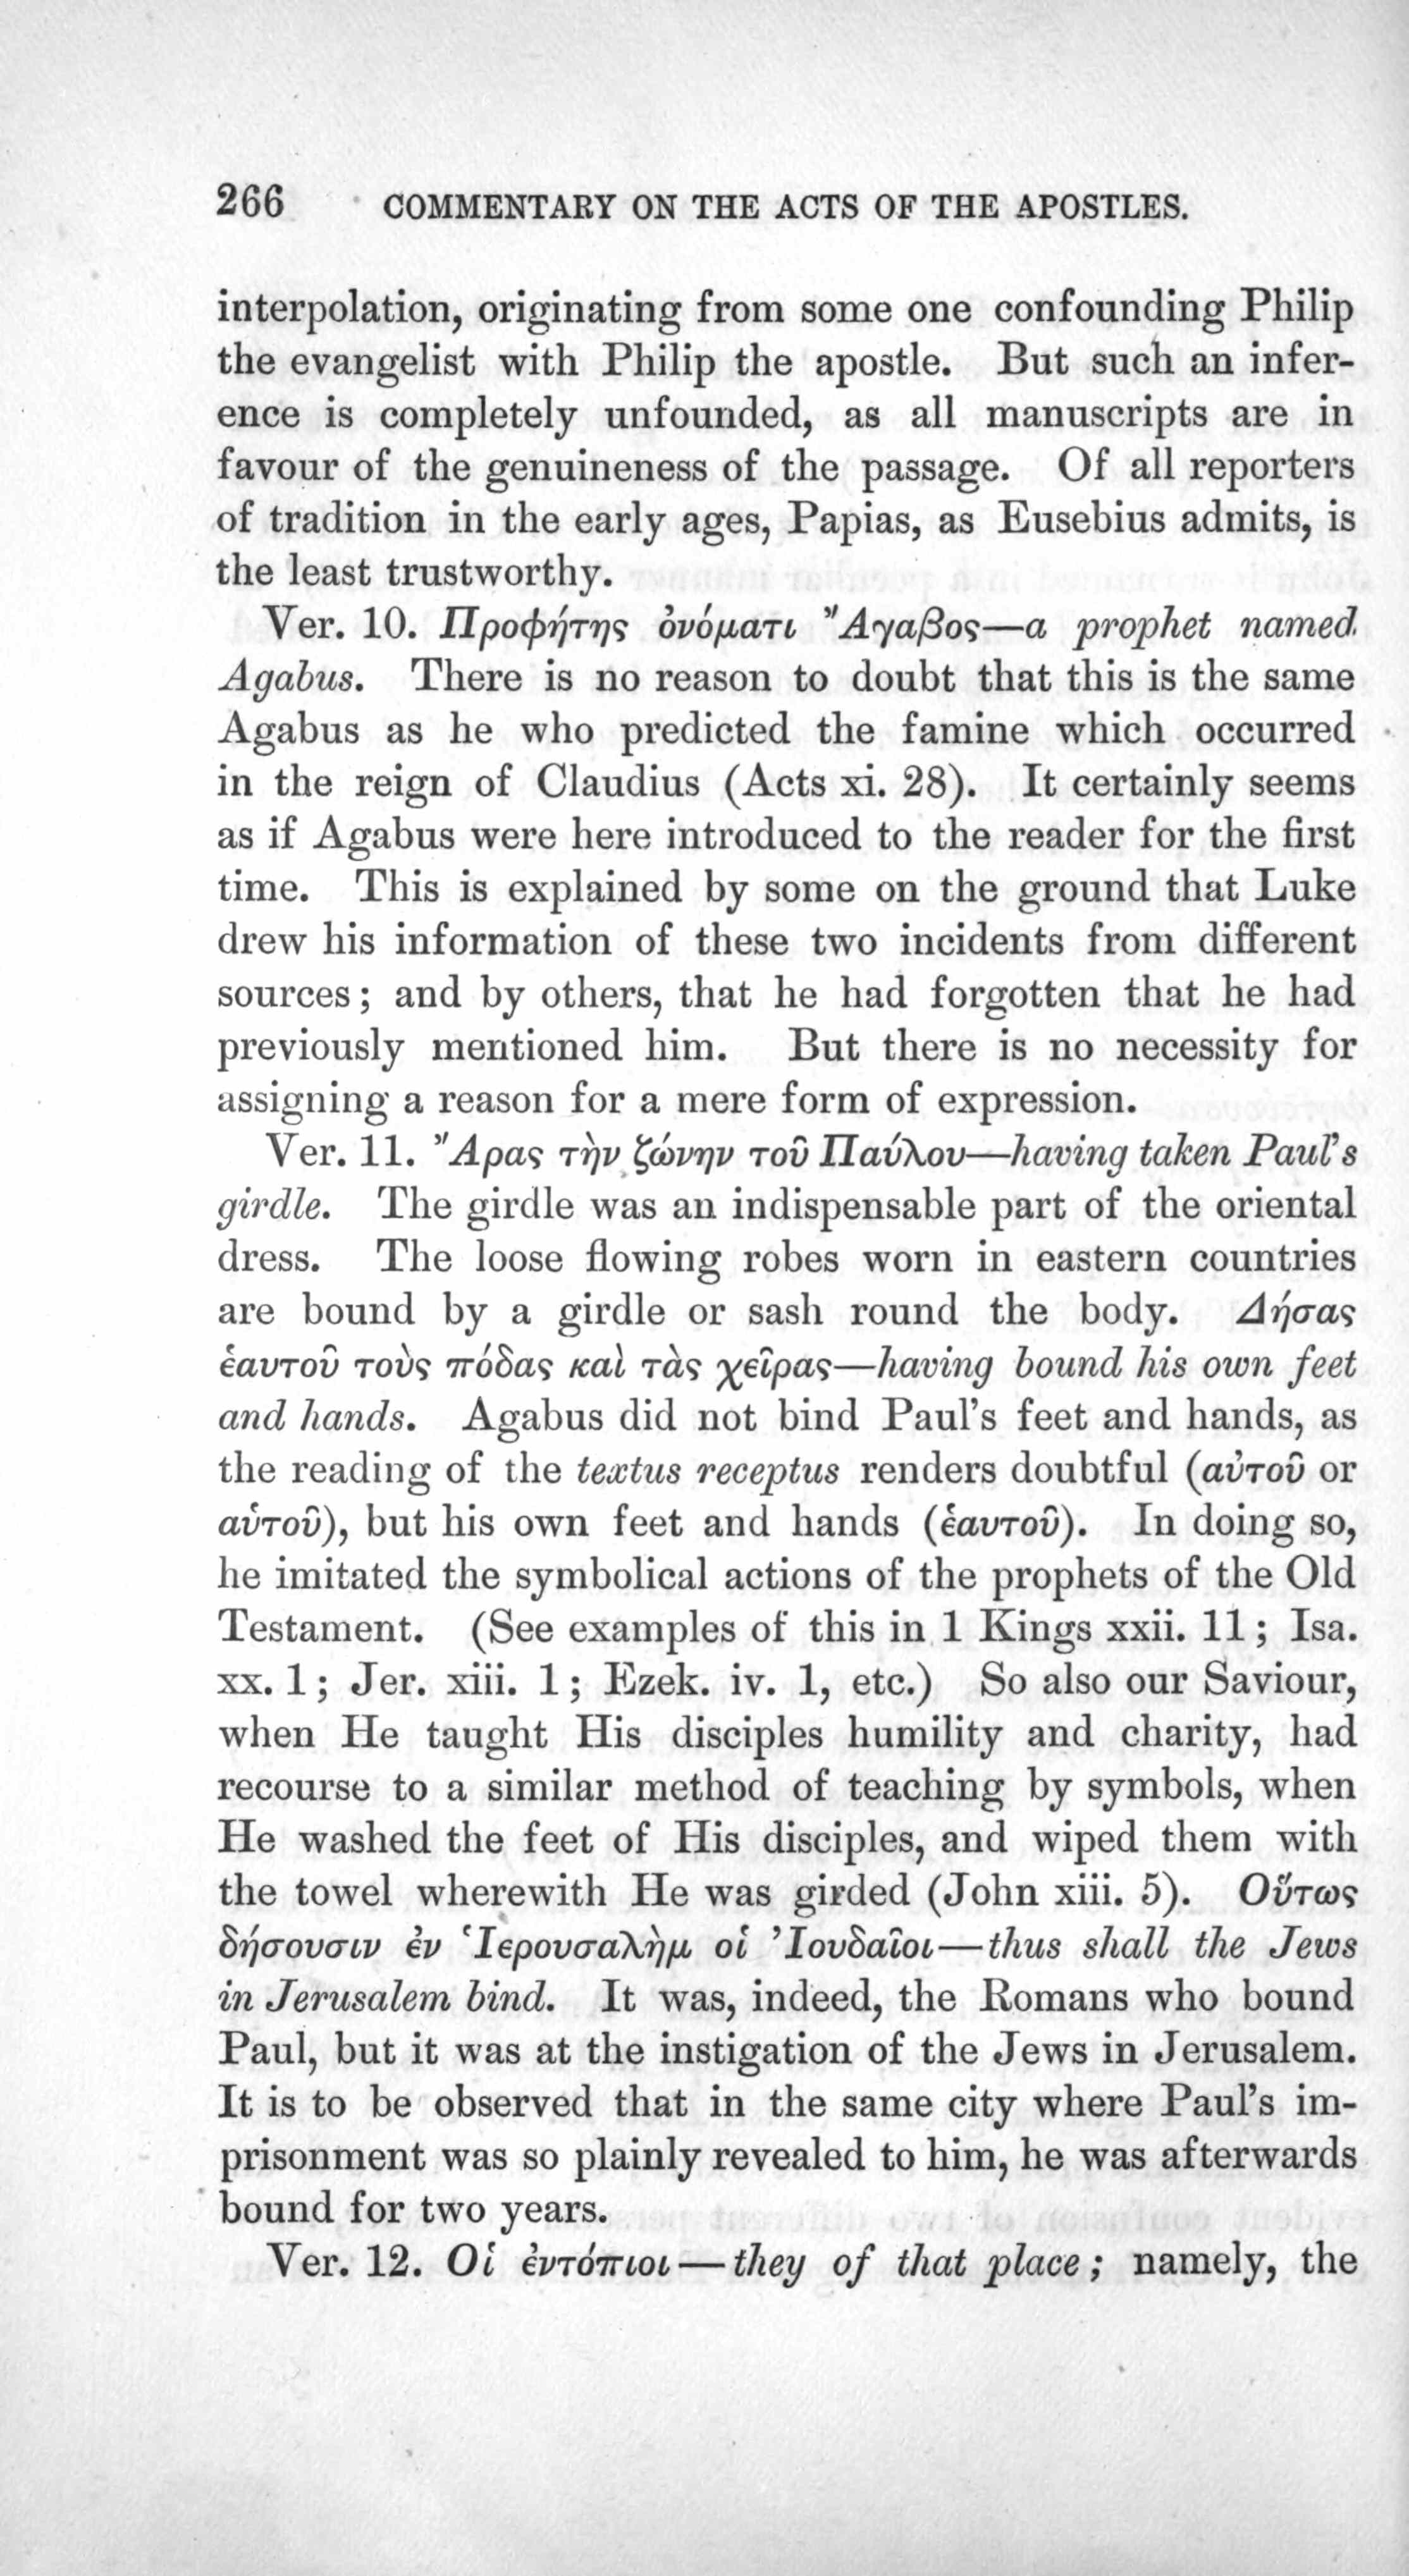 266 COMMENTARY ON THE ACTS OF THE APOSTLES.
interpolation, originating from some one confounding Philip
the evangelist with Philip the apostle. But such an infer-
ence is completely unfounded, as all manuscripts are in
favour of the genuineness of the passage. Of all reporters
of tradition in the early ages, Papias, as Eusebius admits, is
the least trustworthy.
Ver. 10. Προφήτης ὀνόματι Ἄγαβος—a prophet named
Agabus. There is no reason to doubt that this is the same
Agabus as he who predicted the famine which occurred
in the reign of Claudius (Acts xi. 28). It certainly seems
as if Agabus were here introduced to the reader for the first
time. This is explained by some on the ground that Luke
drew his information of these two incidents from different
sources; and by others, that he had forgotten that he had
previously mentioned him. But there is no necessity for
assigning a reason for a mere form of expression.
Ver. 11. Ἄρας τὴν ζώνην τοῦ Παύλου—having taken Paul's
girdle. The girdle was an indispensable part of the oriental
dress. The loose flowing robes worn in eastern countries
are bound by a girdle or sash round the body. Δήσας
ἑαυτοῦ τοὺς πόδας καὶ τὰς χεῖρας—having bound his own feet
and hands. Agabus did not bind Paul's feet and hands, as
the reading of the textus receptus renders doubtful (αὐτοῦ or
αὑτοῦ), but his own feet and hands (ἑαυτοῦ). In doing so,
he imitated the symbolical actions of the prophets of the Old
Testament. (See examples of this in 1 Kings xxii. 11; Isa.
xx. 1; Jer. xiii. 1; Ezek. iv. 1, etc.) So also our Saviour,
when He taught His disciples humility and charity, had
recourse to a similar method of teaching by symbols, when
He washed the feet of His disciples, and wiped them with
the towel wherewith He was girded (John xiii. 5). Οὕτως
δήσουσιν ἐν Ἱερουσαλὴμ οἱ Ἰουδαῖοι—thus shall the Jews
in Jerusalem bind. It was, indeed, the Romans who bound
Paul, but it was at the instigation of the Jews in Jerusalem.
It is to be observed that in the same city where Paul's im-
prisonment was so plainly revealed to him, he was afterwards
bound for two years.
Ver. 12. Οἱ ἐντόπιοι—they of that place; namely, the